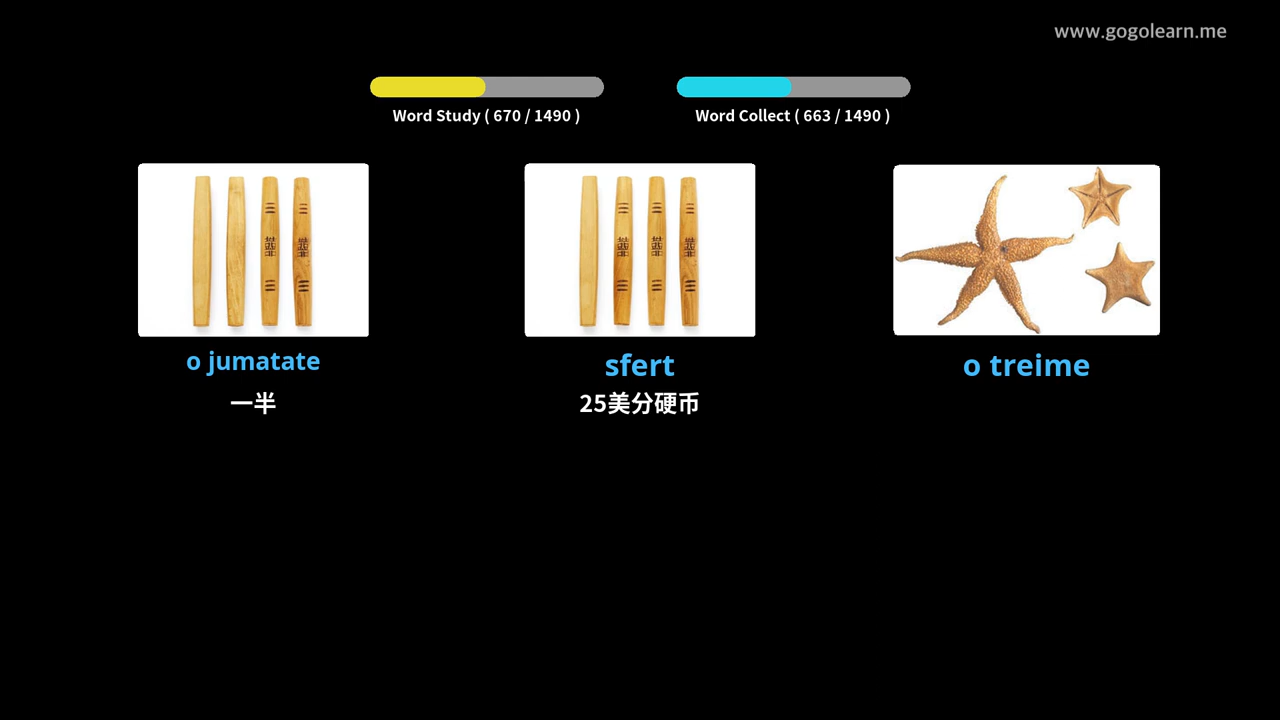 www.gogolearn.me
Word Study ( 670 / 1490 )
Word Collect ( 663 / 1490 )
o jumatate
sfert
o treime
一半
25美分硬币